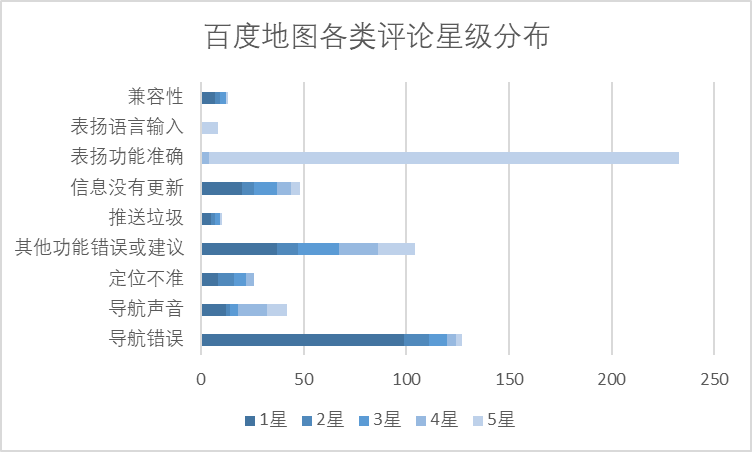 百度地图各类评论星级分布
兼容性
表扬语言输入
表扬功能准确
信息没有更新
推送垃圾
其他功能错误或建议
定位不准
导航声音
导航错误
0 50 100 150 200 250
1星 2星 3星 4星 5星